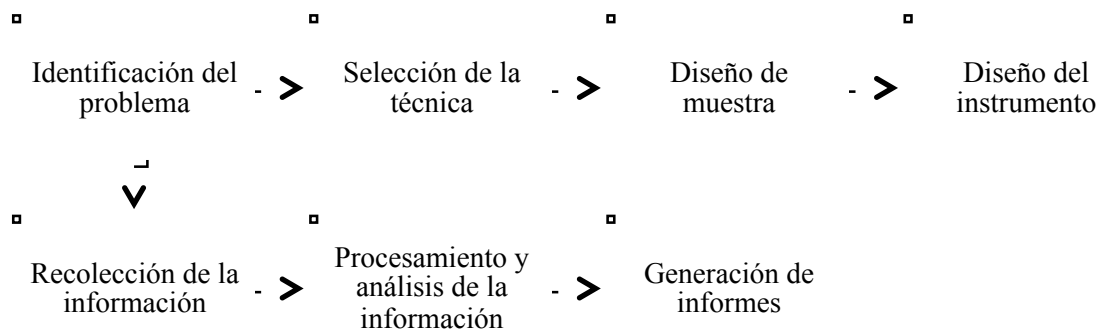 Identificación del
problema
Selección de la
técnica
Diseño de
muestra
Diseño del
instrumento
Recolección de la
información
Procesamiento y
análisis de la
información
Generación de
informes